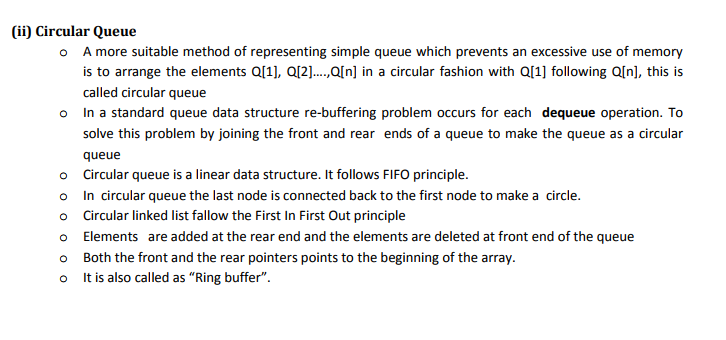 (ii) Circular Queue
o A more suitable method of representing simple queue which prevents an excessive use of memory
is to arrange the elements Q[1], Q[2]....,Q[n] in a circular fashion with Q[1] following Q[n], this is
called circular queue
o In a standard queue data structure re-buffering problem occurs for each dequeue operation. To
solve this problem by joining the front and rear ends of a queue to make the queue as a circular
queue
o Circular queue is a linear data structure. It follows FIFO principle.
o In circular queue the last node is connected back to the first node to make a circle.
o Circular linked list fallow the First In First Out principle
o Elements are added at the rear end and the elements are deleted at front end of the queue
o Both the front and the rear pointers points to the beginning of the array.
o It is also called as “Ring buffer”.